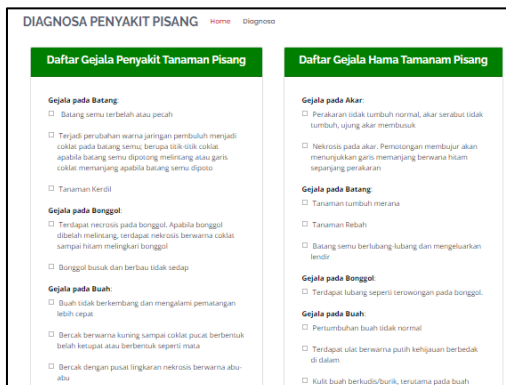 DIAGNOSA PENYAKIT PISANG Home Diagnosa
Daftar Gejala Penyakit Tanaman Pisang
Gejala pada Batang:
Batang semu terbelah atau pecah
Terjadi perubahan warna jaringan pembuluh menjadi
coklat pada batang semu; berupa titik-titik coklat
apabila batang semu dipotong melintang atau garis
coklat memanjang apabila batang semu dipoto
Tanaman Kerdil
Gejala pada Bonggol:
Terdapat necrosis pada bonggol. Apabila bonggol
dibelah melintang, terdapat nekrosis berwarna coklat
sampai hitam melingkari bonggol
Bonggol busuk dan berbau tidak sedap
Gejala pada Buah:
Buah tidak berkembang dan mengalami pematangan
lebih cepat
Bercak berwarna kuning sampai coklat pucat berbentuk
belah ketupat atau berbentuk seperti mata
Bercak dengan pusat lingkaran nekrosis berwarna abu-
abu
Daftar Gejala Hama Tamanam Pisang
Gejala pada Akar:
Perakaran tidak tumbuh normal, akar serabut tidak
tumbuh, ujung akar membusuk
Nekrosis pada akar. Pemotongan membujur akan
menunjukkan garis memanjang berwana hitam
sepanjang perakaran
Gejala pada Batang:
Tanaman tumbuh merana
Tanaman Rebah
Batang semu berlubang-lubang dan mengeluarkan
lendir
Gejala pada Bonggol:
Terdapat lubang seperti terowongan pada bonggol.
Gejala pada Buah:
Pertumbuhan buah tidak normal
Terdapat ulas berwarna putih kehijauan berbedak
di dalam
Kulit buah berkudis/burik, terutama pada buah